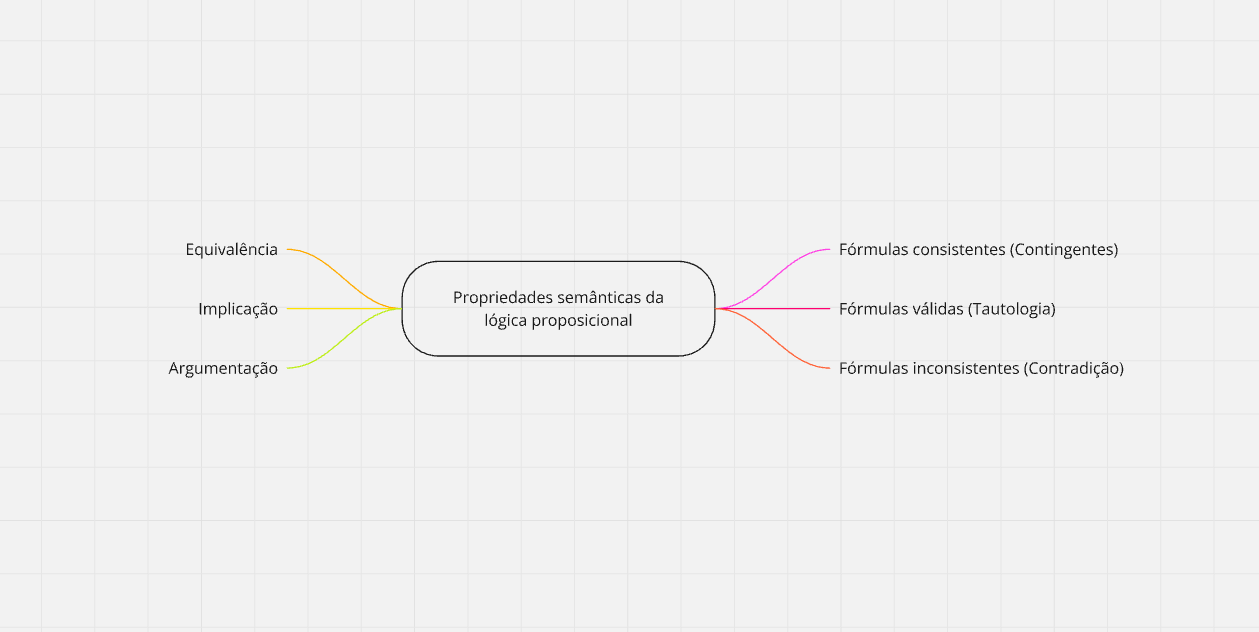 Equivalência
Implicação
Argumentação
Propriedades semânticas da
lógica proposicional
Fórmulas consistentes (Contingentes)
Fórmulas válidas (Tautologia)
Fórmulas inconsistentes (Contradição)